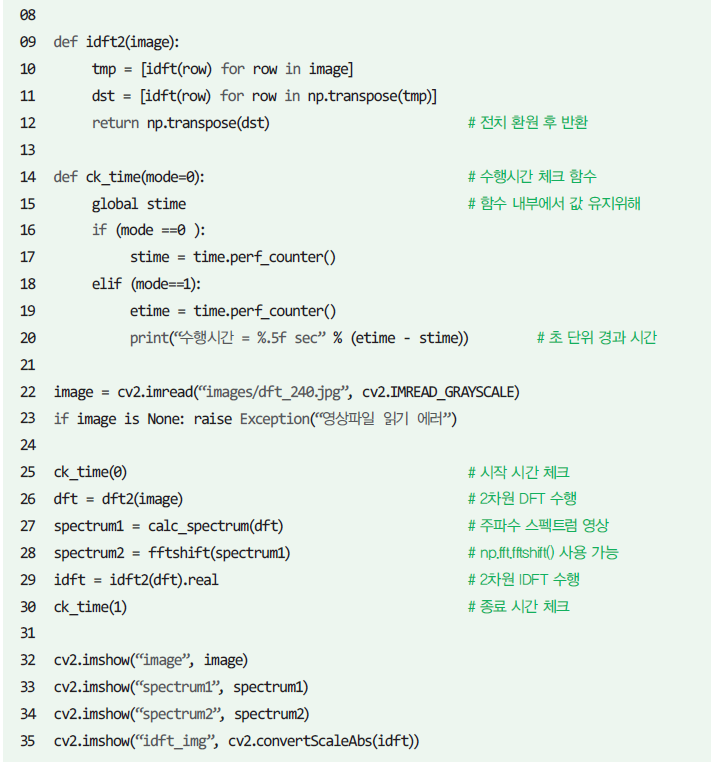 08
09 def idft2(image):
10 tmp = [idft(row) for row in image]
11 dst = [idft(row) for row in np.transpose(tmp)]
12 return np.transpose(dst) # 전치 환원 후 반환
13
14 def ck_time(mode=0): # 수행시간 체크 함수
15 global stime # 함수 내부에서 값 유지위해
16 if (mode ==0 ):
17 stime = time.perf_counter()
18 elif (mode==1):
19 etime = time.perf_counter()
20 print(“수행시간 = %.5f sec” % (etime - stime)) # 초 단위 경과 시간
21
22 image = cv2.imread(“images/dft_240.jpg”, cv2.IMREAD_GRAYSCALE)
23 if image is None: raise Exception(“영상파일 읽기 에러”)
24
25 ck_time(0) # 시작 시간 체크
26 dft = dft2(image) # 2차원 DFT 수행
27 spectrum1 = calc_spectrum(dft) # 주파수 스펙트럼 영상
28 spectrum2 = fftshift(spectrum1) # np.fft.fftshift() 사용 가능
29 idft = idft2(dft).real # 2차원 IDFT 수행
30 ck_time(1) # 종료 시간 체크
31
32 cv2.imshow(“image”, image)
33 cv2.imshow(“spectrum1”, spectrum1)
34 cv2.imshow(“spectrum2”, spectrum2)
35 cv2.imshow(“idft_img”, cv2.convertScaleAbs(idft))